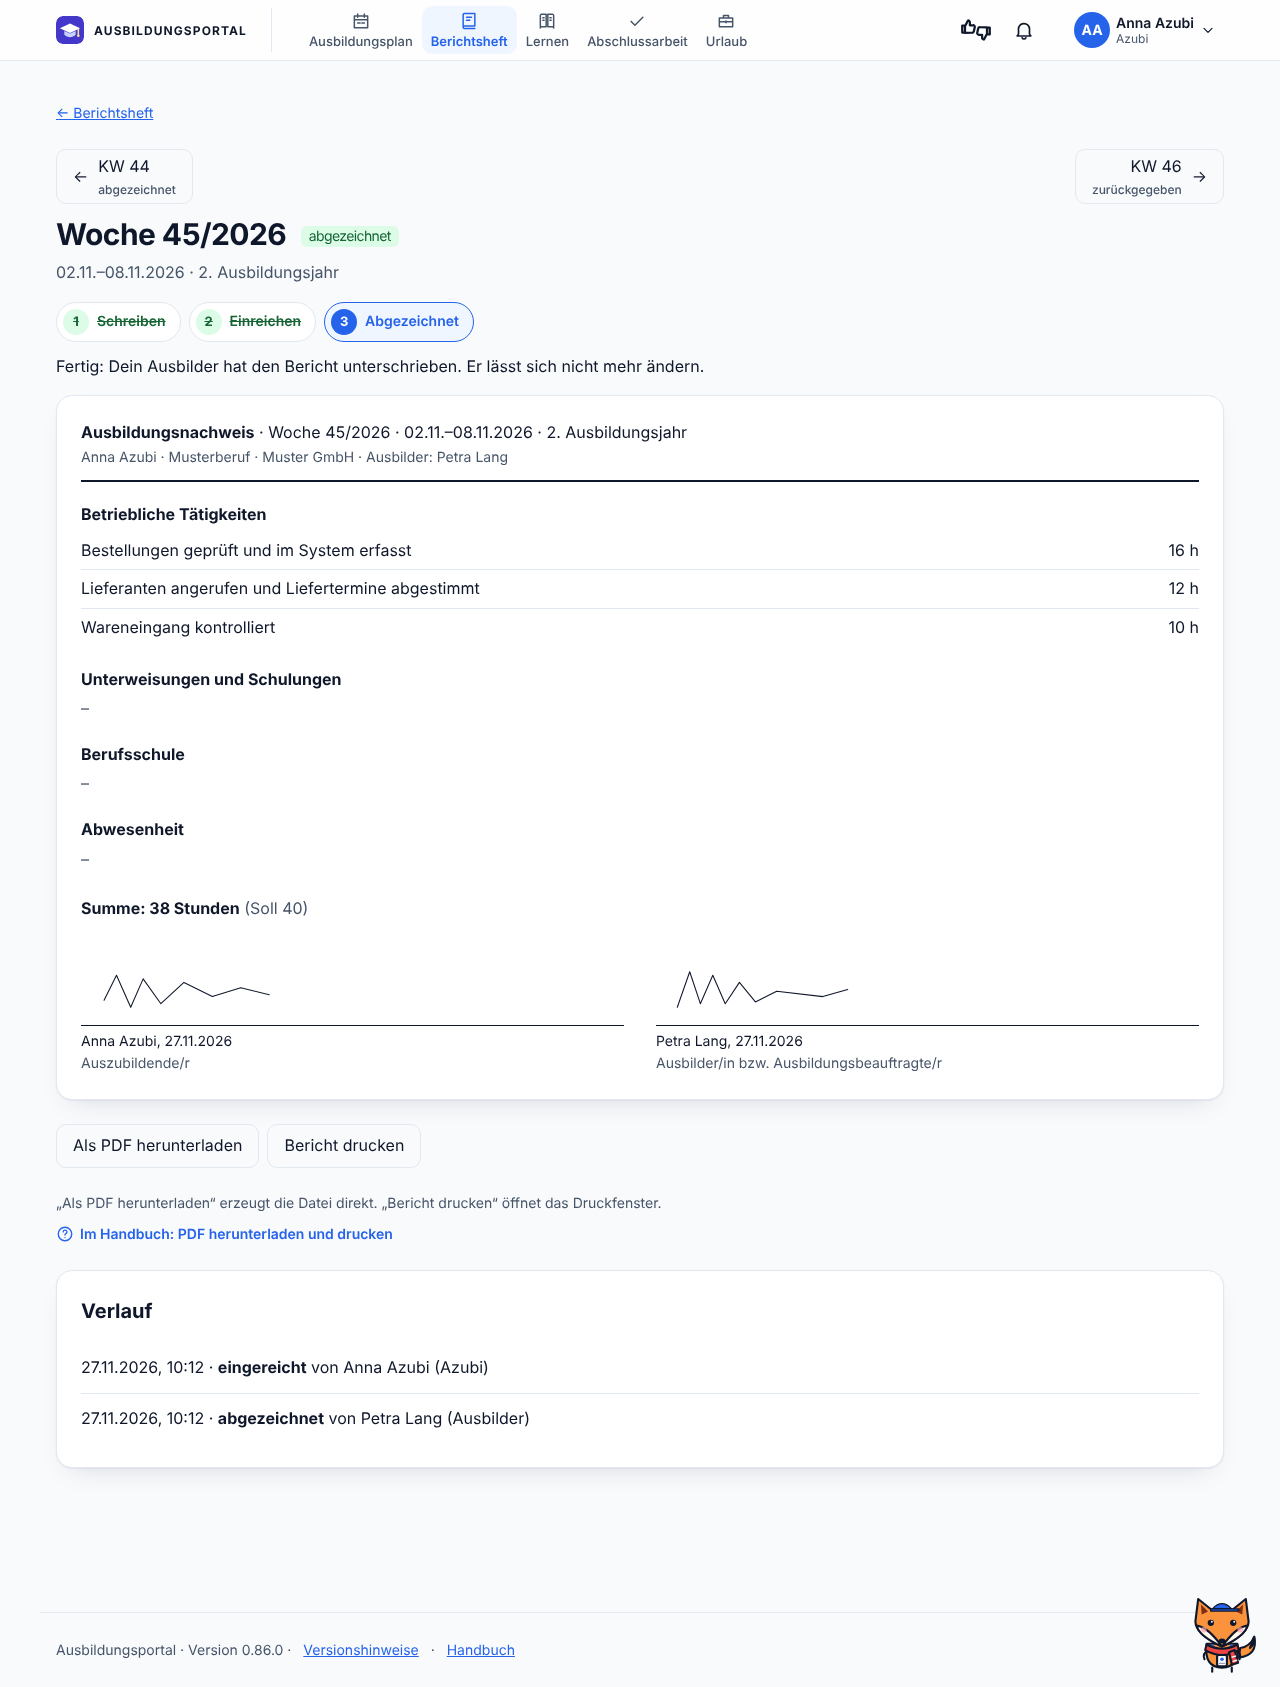 AUSBILDUNGSPORTAL
Ausbildungsplan
Berichtsheft
Lernen
Abschlussarbeit
Urlaub
AA
Anna Azubi
Azubi
← Berichtsheft
← KW 44
abgezeichnet
KW 46 →
zurückgegeben
Woche 45/2026 abgezeichnet
02.11.–08.11.2026 · 2. Ausbildungsjahr
1 Schreiben
2 Einreichen
3 Abgezeichnet
Fertig: Dein Ausbilder hat den Bericht unterschrieben. Er lässt sich nicht mehr ändern.
Ausbildungsnachweis · Woche 45/2026 · 02.11.–08.11.2026 · 2. Ausbildungsjahr
Anna Azubi · Musterberuf · Muster GmbH · Ausbilder: Petra Lang
Betriebliche Tätigkeiten
Bestellungen geprüft und im System erfasst 16 h
Lieferanten angerufen und Liefertermine abgestimmt 12 h
Wareneingang kontrolliert 10 h
Unterweisungen und Schulungen
–
Berufsschule
–
Abwesenheit
–
Summe: 38 Stunden (Soll 40)
Anna Azubi, 27.11.2026
Auszubildende/r
Petra Lang, 27.11.2026
Ausbilder/in bzw. Ausbildungsbeauftragte/r
Als PDF herunterladen
Bericht drucken
„Als PDF herunterladen“ erzeugt die Datei direkt. „Bericht drucken“ öffnet das Druckfenster.
Im Handbuch: PDF herunterladen und drucken
Verlauf
27.11.2026, 10:12 · eingereicht von Anna Azubi (Azubi)
27.11.2026, 10:12 · abgezeichnet von Petra Lang (Ausbilder)
Ausbildungsportal · Version 0.86.0 · Versionshinweise · Handbuch